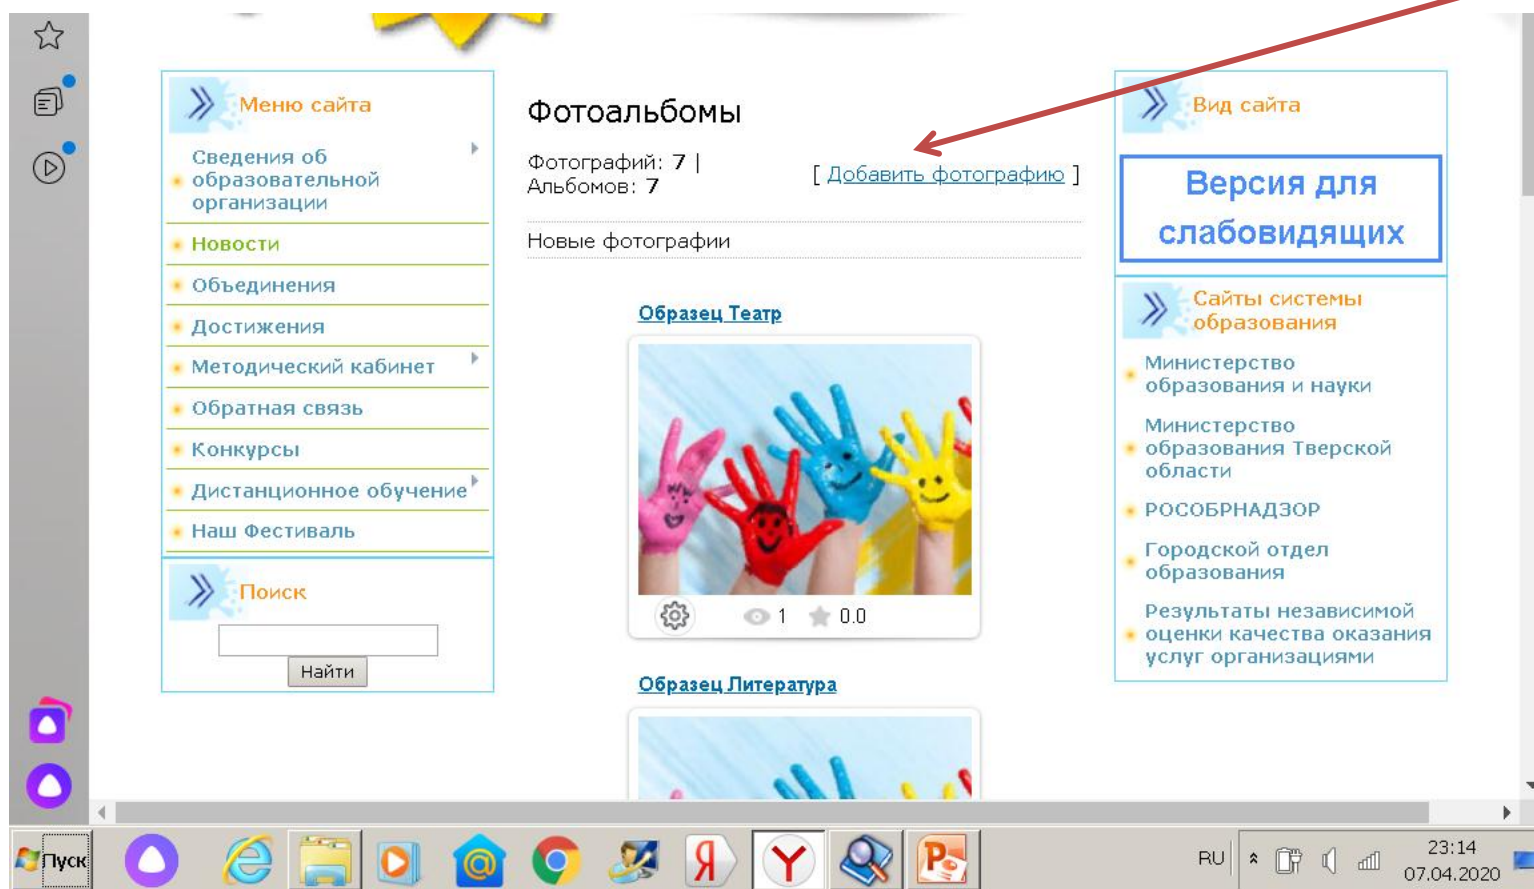 Меню сайта
Сведения об
образовательной
организации
Новости
Объединения
Достижения
Методический кабинет
Обратная связь
Конкурсы
Дистанционное обучение
Наш Фестиваль
Поиск
Найти
Фотоальбомы
Фотографий: 7 |
Альбомов: 7
[ Добавить фотографию ]
Новые фотографии
Образец Театр
1 0.0
Образец Литература
Вид сайта
Версия для
слабовидящих
Сайты системы
образования
Министерство
образования и науки
Министерство
образования Тверской
области
РОСОБРНАДЗОР
Городской отдел
образования
Результаты независимой
оценки качества оказания
услуг организациями
Пуск
RU
23:14
07.04.2020